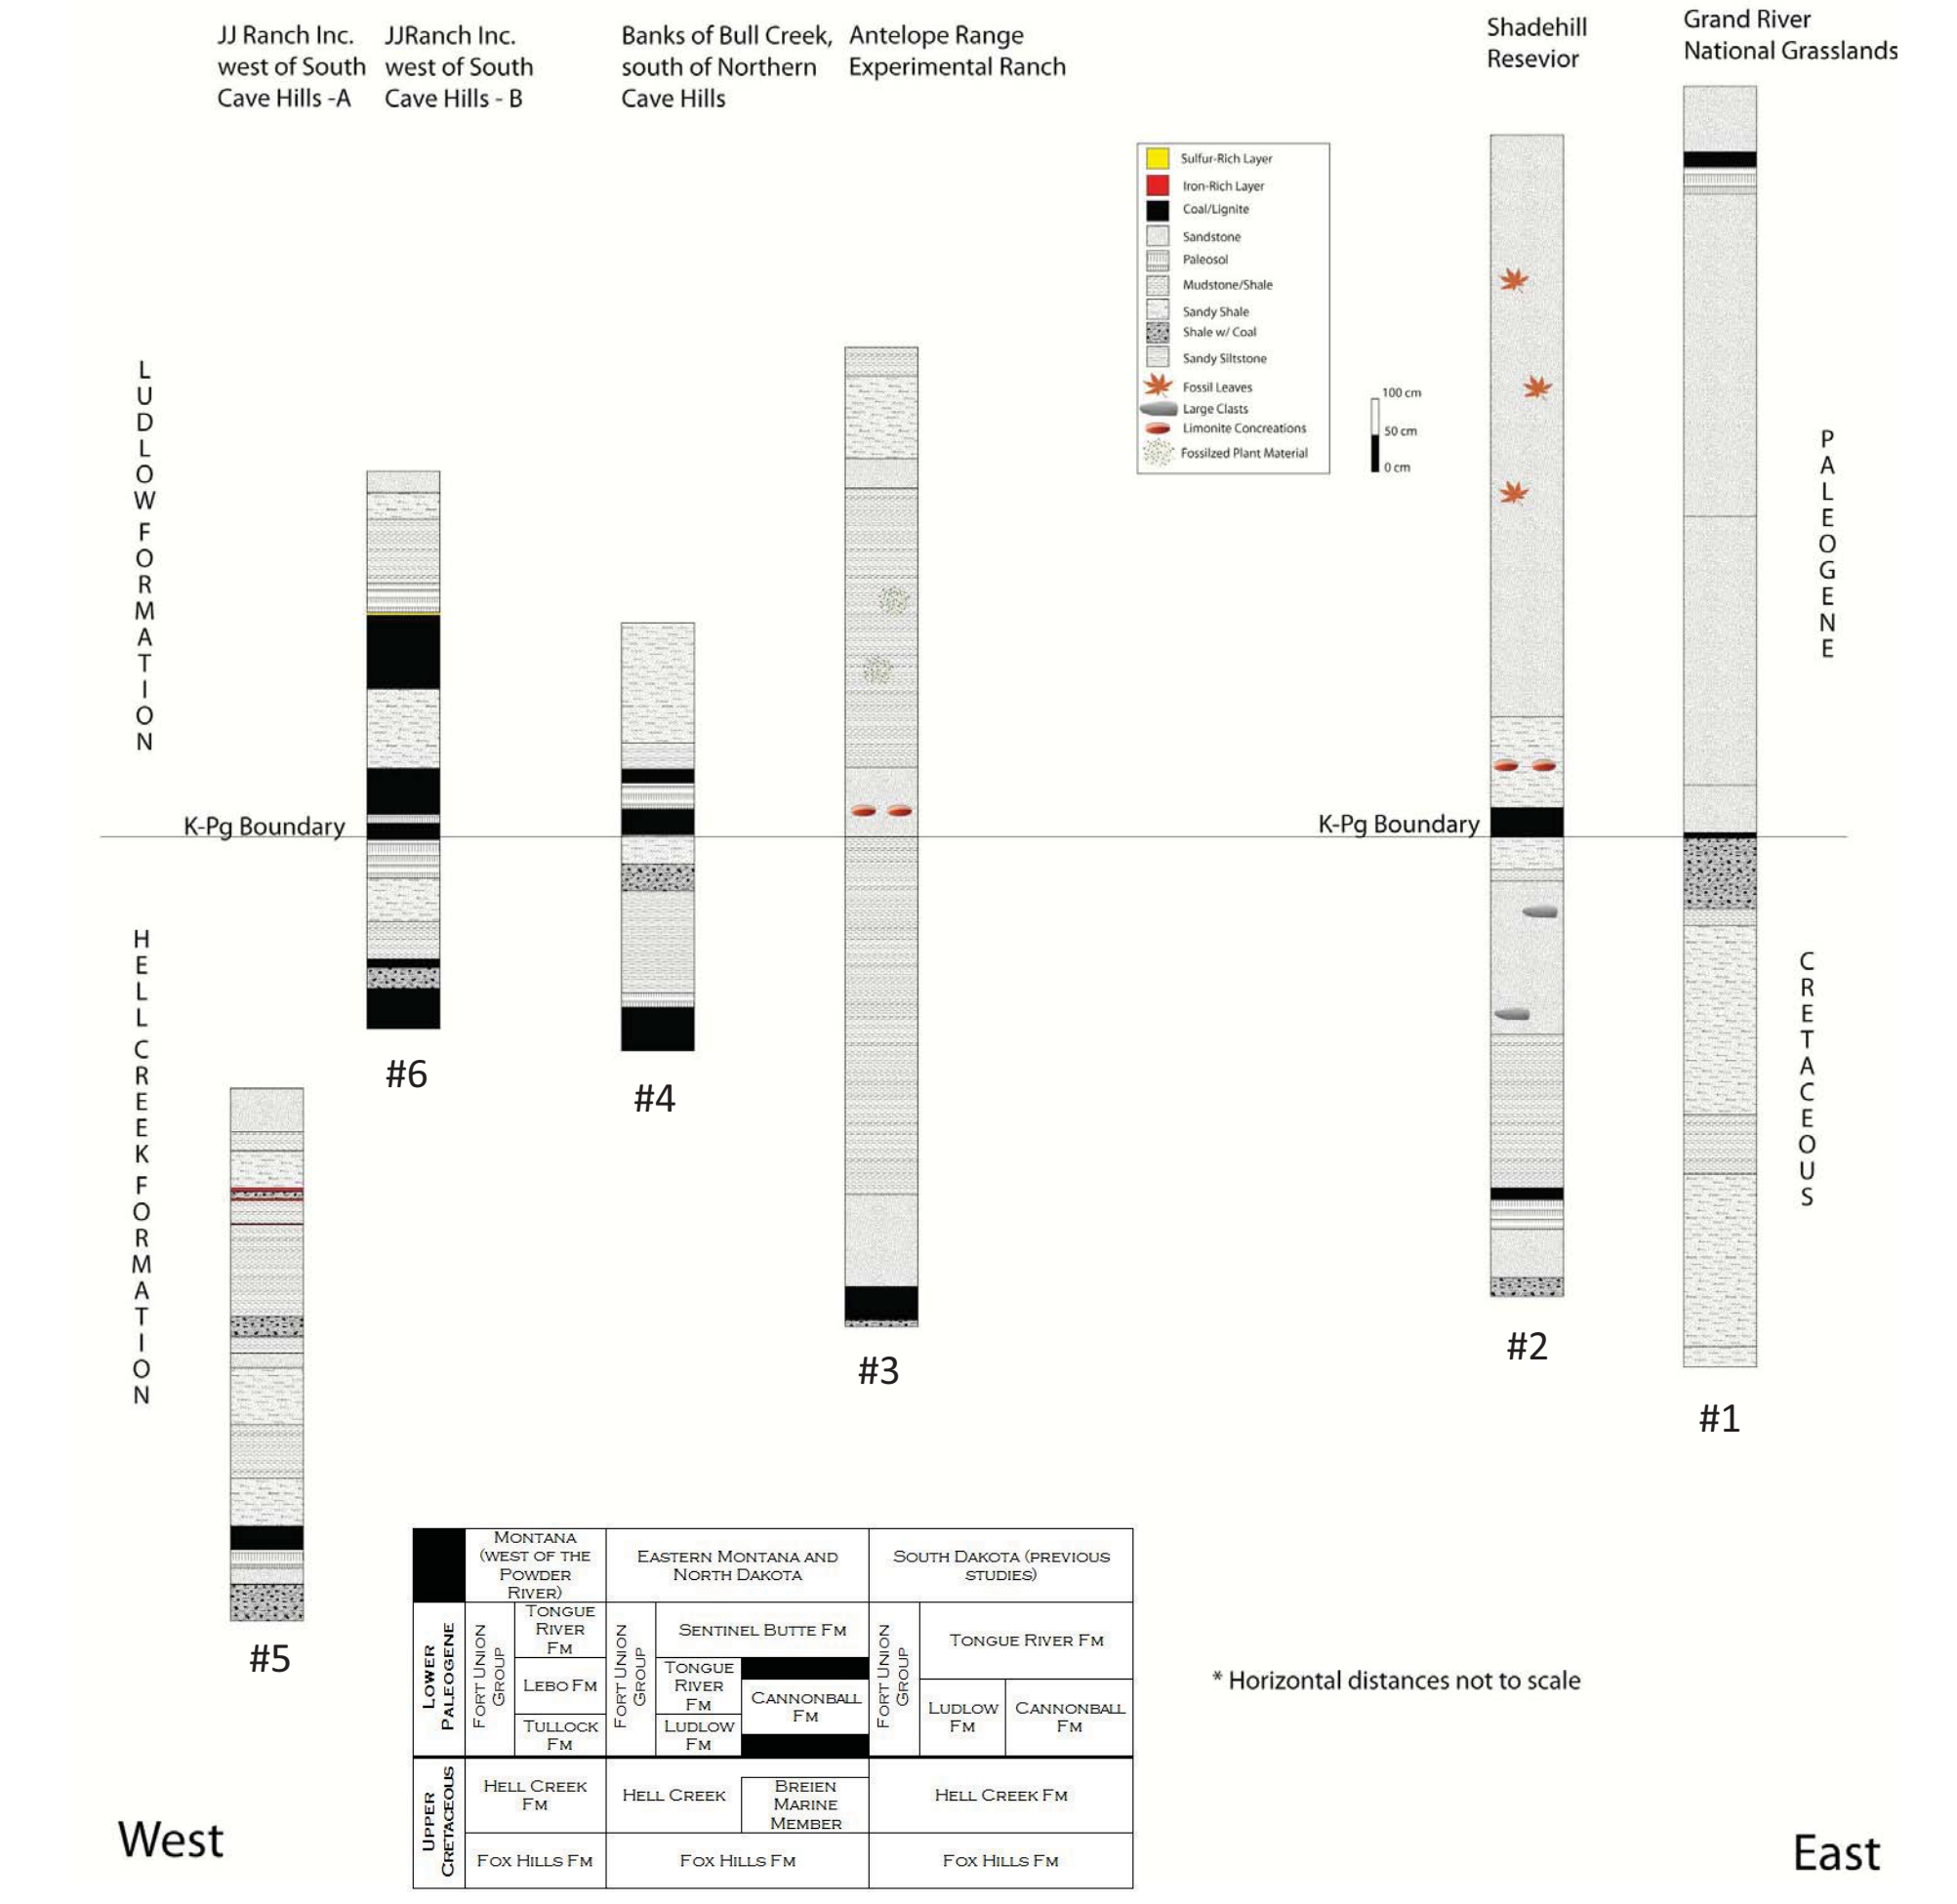 JJ Ranch Inc.
west of South
Cave Hills -A
JJRanch Inc.
west of South
Cave Hills - B
Banks of Bull Creek,
south of Northern
Cave Hills
Antelope Range
Experimental Ranch
Shadehill
Resevior
Grand River
National Grasslands
Sulfur-Rich Layer
Iron-Rich Layer
Coal/Lignite
Sandstone
Paleosol
Mudstone/Shale
Sandy Shale
Shale w/ Coal
Sandy Siltstone
Fossil Leaves
Large Clasts
Limonite Concreations
Fossilzed Plant Material
100 cm
50 cm
0 cm
LUDLOW FORMATION
PALEOGENE
K-Pg Boundary
K-Pg Boundary
HELL CREEK FORMATION
CRETACEOUS
#6
#4
#3
#2
#1
#5
MONTANA
(WEST OF THE
POWDER
RIVER)
EASTERN MONTANA AND
NORTH DAKOTA
SOUTH DAKOTA (PREVIOUS
STUDIES)
LOWER
PALEOGENE
FORT UNION
GROUP
TONGUE
RIVER
FM
LEBO FM
TULLOCK
FM
FORT UNION
GROUP
SENTINEL BUTTE FM
TONGUE
RIVER
FM
LUDLOW
FM
CANNONBALL
FM
FORT UNION
GROUP
TONGUE RIVER FM
LUDLOW
FM
CANNONBALL
FM
UPPER
CRETACEOUS
HELL CREEK
FM
HELL CREEK
BREIEN
MARINE
MEMBER
HELL CREEK FM
FOX HILLS FM
FOX HILLS FM
FOX HILLS FM
* Horizontal distances not to scale
West
East